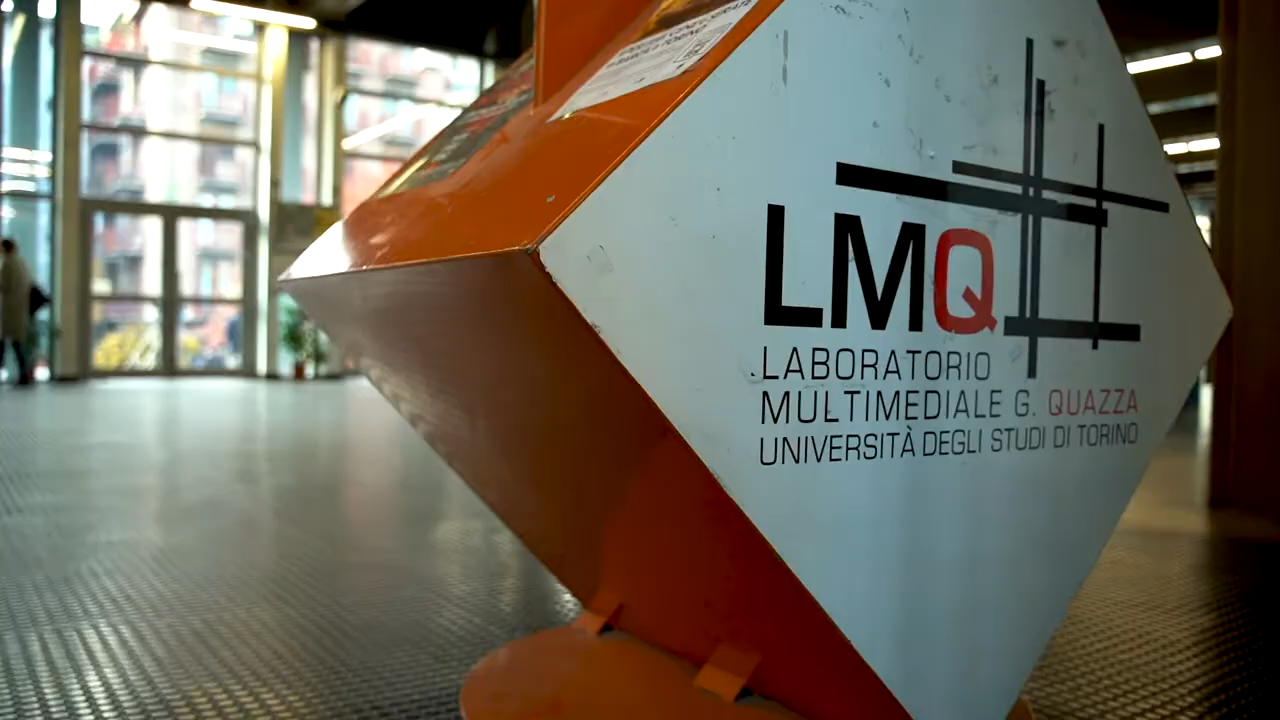 LMQ
LABORATORIO
MULTIMEDIALE G. QUAZZA
UNIVERSITÀ DEGLI STUDI DI TORINO